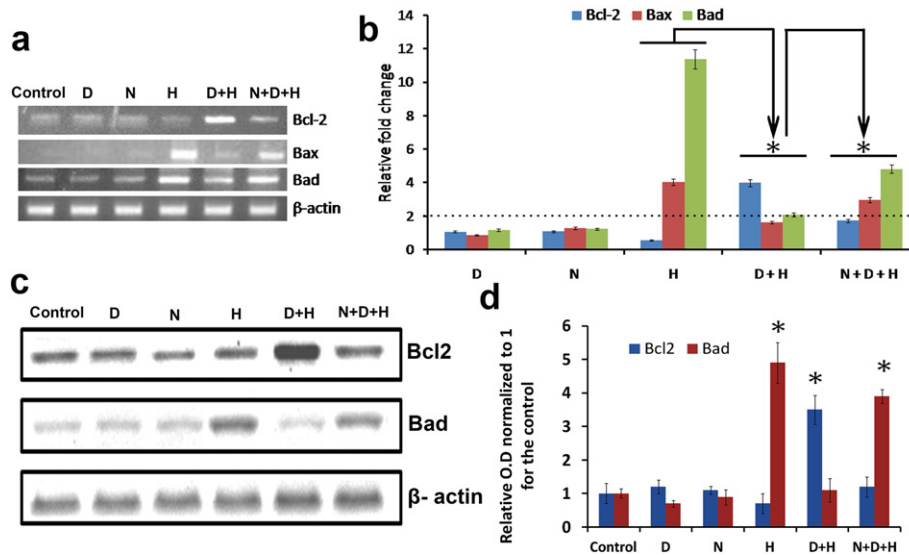 a
Control D N H D+H N+D+H
Bcl-2
Bax
Bad
β-actin
b
Bcl-2 Bax Bad
Relative fold change
14
12
10
8
6
4
2
0
* *
D N H D+H N+D+H
c
Control D N H D+H N+D+H
Bcl2
Bad
β- actin
d
Relative O.D normalized to 1
for the control
6
5
4
3
2
1
0
Bcl2 Bad
* * *
Control D N H D+H N+D+H